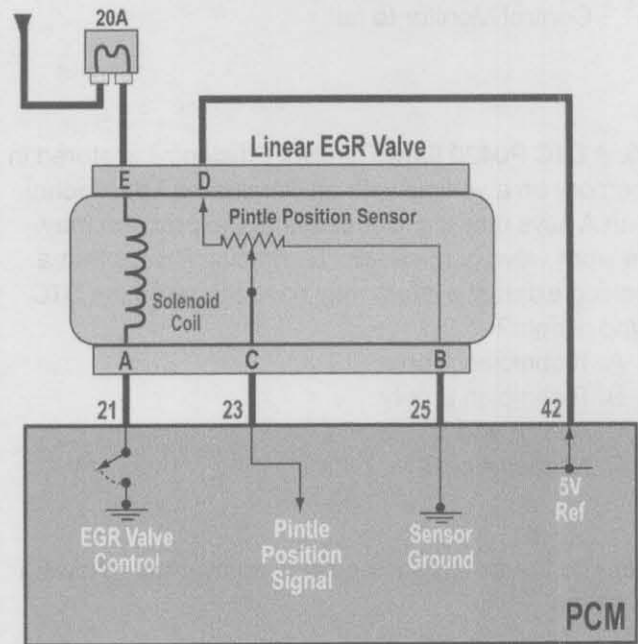 20A
Linear EGR Valve
E D
Pintle Position Sensor
Solenoid
Coil
A C B
21 23 25 42
EGR Valve
Control
Pintle
Position
Signal
Sensor
Ground
5V
Ref
PCM